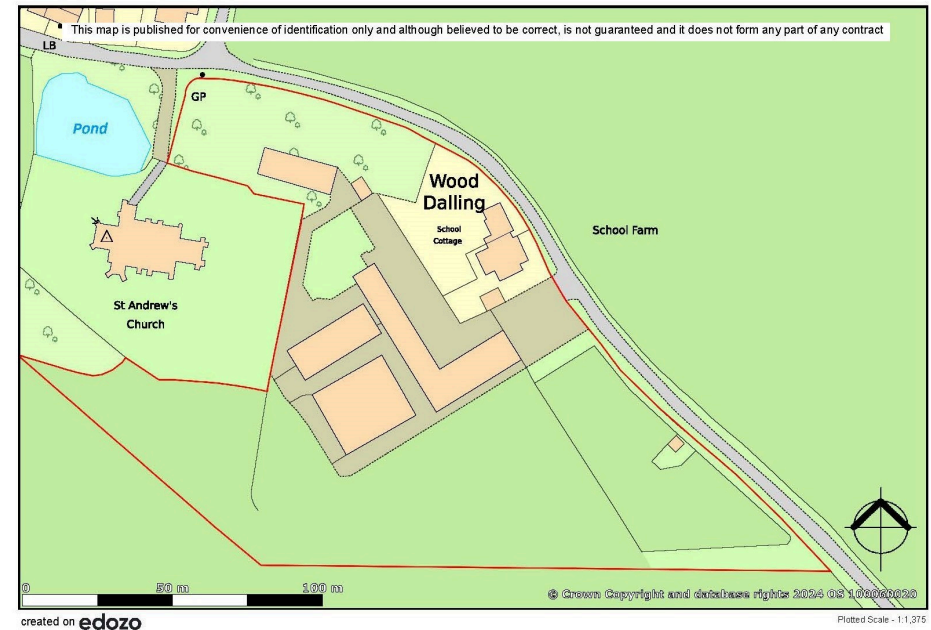 This map is published for convenience of identification only and although believed to be correct, is not guaranteed and it does not form any part of any contract
LB
GP
Pond
Wood
Dalling
School
Cottage
School Farm
St Andrew's
Church
0 50 m 100 m
© Crown Copyright and database rights 2024 OS 100060020
created on edozo
Plotted Scale - 1:1,375